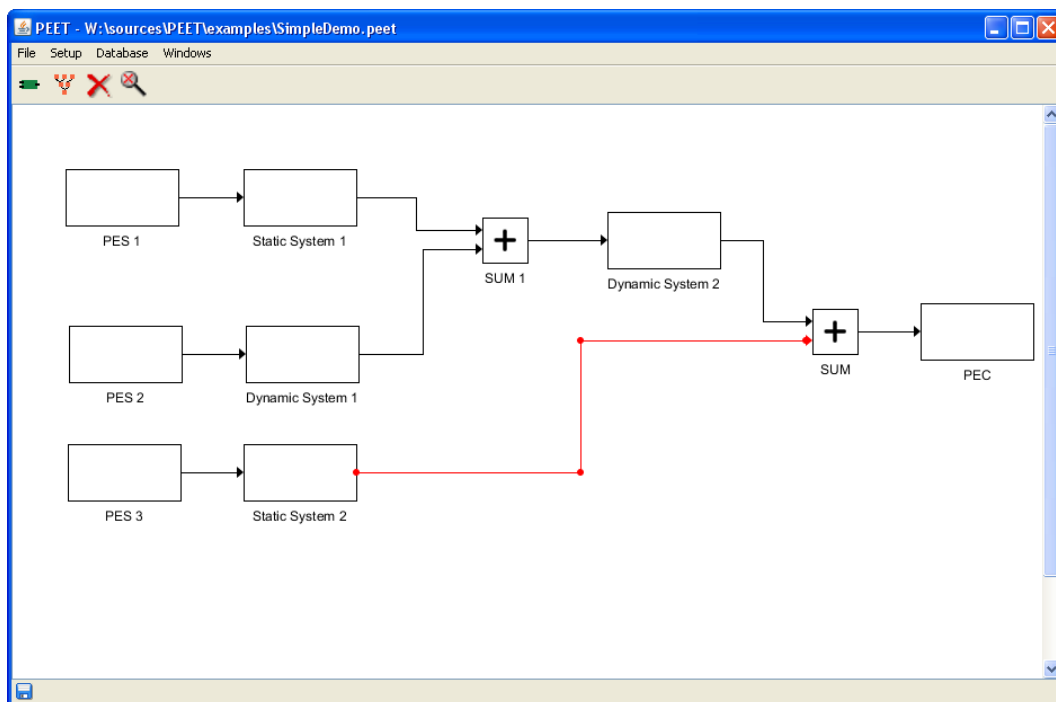 PEET - W:\sources\PEET\examples\SimpleDemo.peet
File Setup Database Windows
PES 1
Static System 1
SUM 1
Dynamic System 2
PES 2
Dynamic System 1
SUM
PEC
PES 3
Static System 2